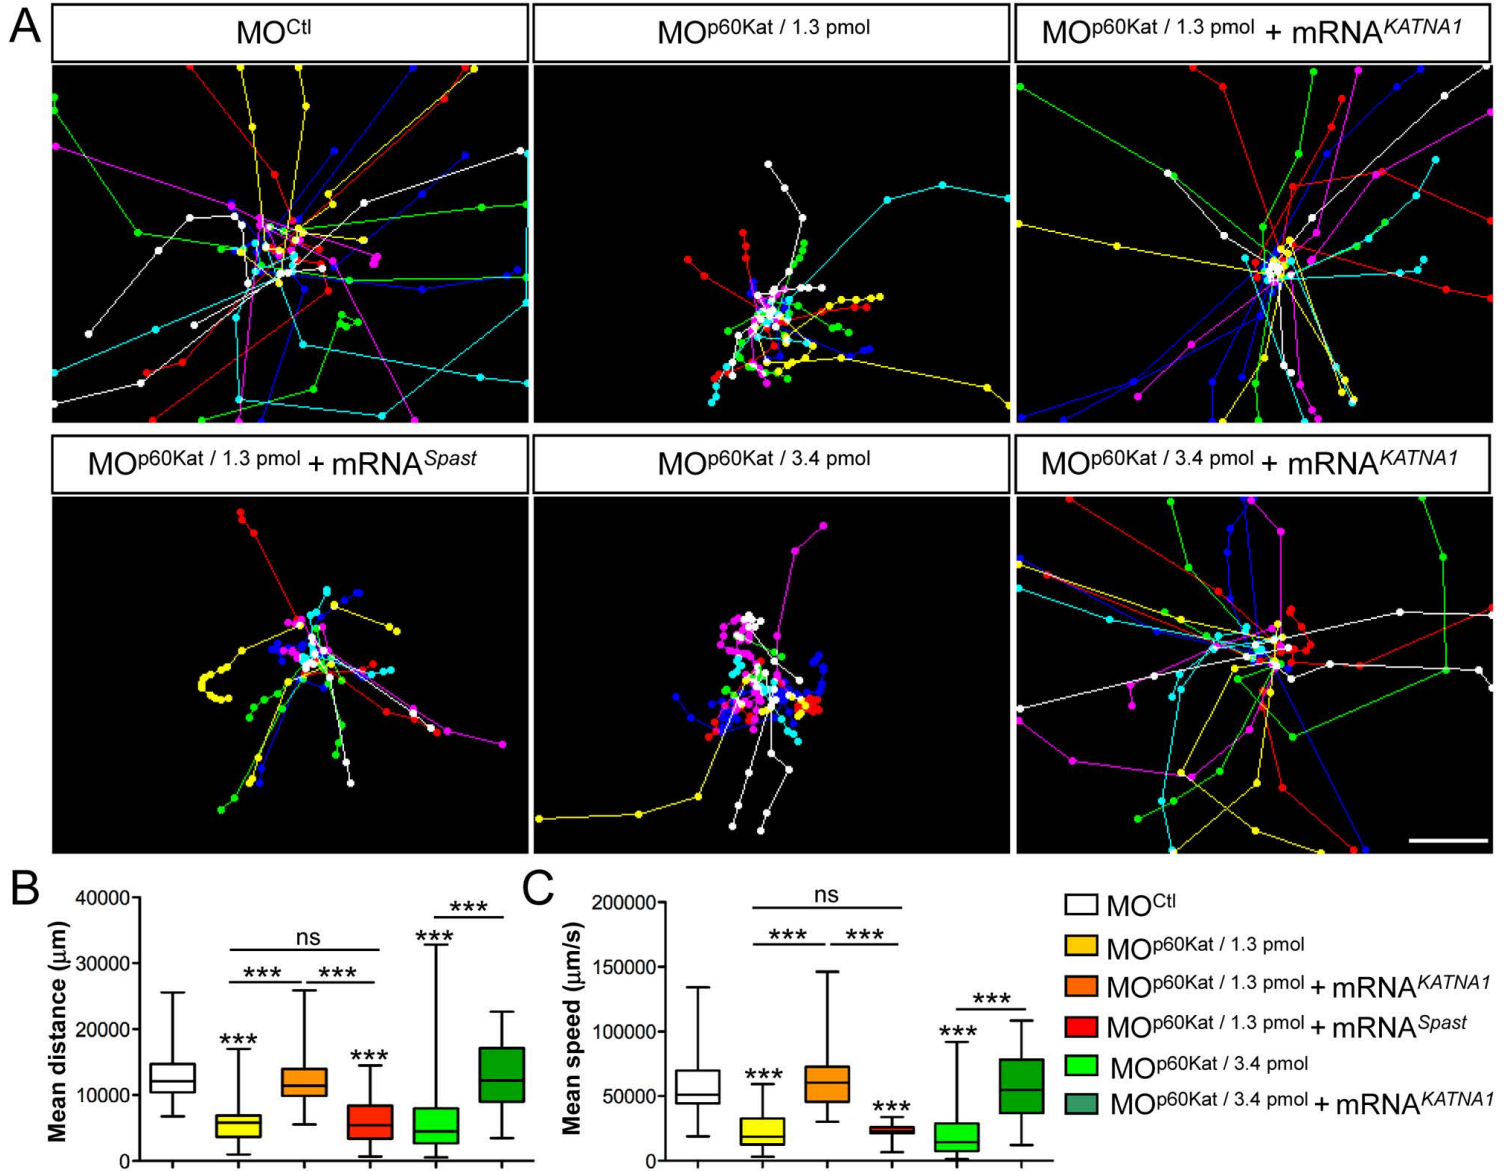 A
MOCtl
MOp60Kat / 1.3 pmol
MOp60Kat / 1.3 pmol + mRNAKATNA1
MOp60Kat / 1.3 pmol + mRNASpast
MOp60Kat / 3.4 pmol
MOp60Kat / 3.4 pmol + mRNAKATNA1
B
Mean distance (µm)
40000
30000
20000
10000
0
ns
*** ***
***
***
***
***
C
Mean speed (µm/s)
200000
150000
100000
50000
0
ns
*** ***
***
***
***
***
MOCtl
MOp60Kat / 1.3 pmol
MOp60Kat / 1.3 pmol + mRNAKATNA1
MOp60Kat / 1.3 pmol + mRNASpast
MOp60Kat / 3.4 pmol
MOp60Kat / 3.4 pmol + mRNAKATNA1